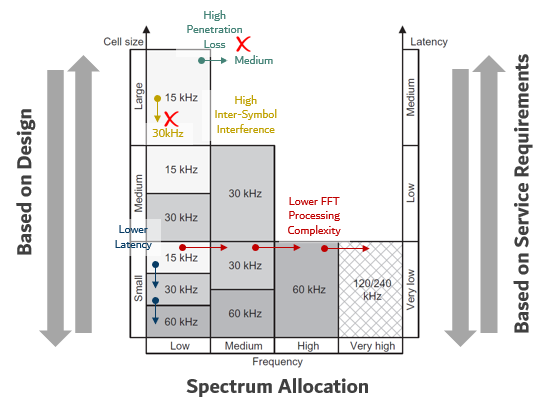 High
Penetration
Loss
Cell size
Latency
Medium
Large
15 kHz
30kHz
High
Inter-Symbol
Interference
Medium
Based on Design
Based on Service Requirements
Medium
15 kHz
30 kHz
30 kHz
Low
Lower FFT
Processing
Complexity
Lower
Latency
Small
15 kHz
30 kHz
60 kHz
30 kHz
60 kHz
60 kHz
120/240
kHz
Very low
Low
Medium
High
Very high
Frequency
Spectrum Allocation